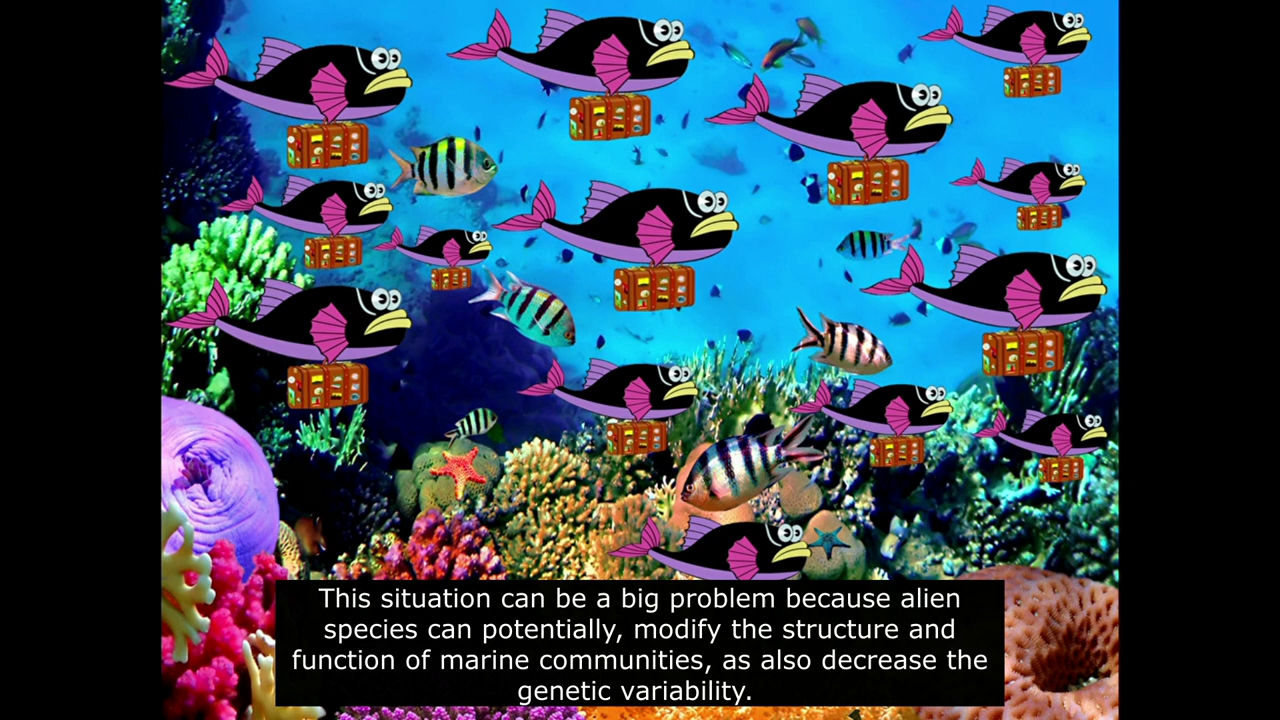 This situation can be a big problem because alien
species can potentially, modify the structure and
function of marine communities, as also decrease the
genetic variability.